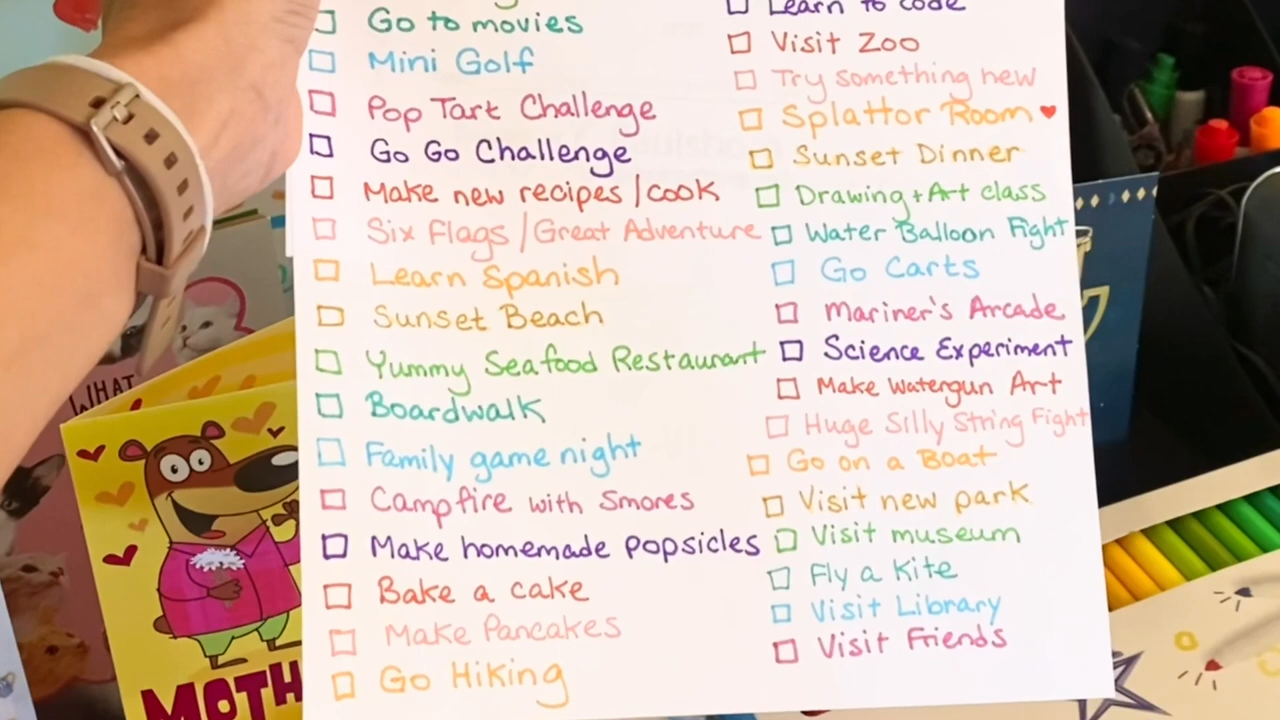 Go to movies
Mini Golf
Pop Tart Challenge
Go Go Challenge
Make new recipes/cook
Six Flags/Great Adventure
Learn Spanish
Sunset Beach
Yummy Seafood Restaurant
Boardwalk
Family game night
Campfire with Smores
Make homemade popsicles
Bake a cake
Make Pancakes
Go Hiking
Learn to code
Visit Zoo
Try something new
Splattor Room
Sunset Dinner
Drawing + Art class
Water Balloon Fight
Go Carts
Mariner's Arcade
Science Experiment
Make Watergun Art
Huge Silly String Fight
Go on a Boat
Visit new park
Visit museum
Fly a Kite
Visit Library
Visit Friends
WHAT